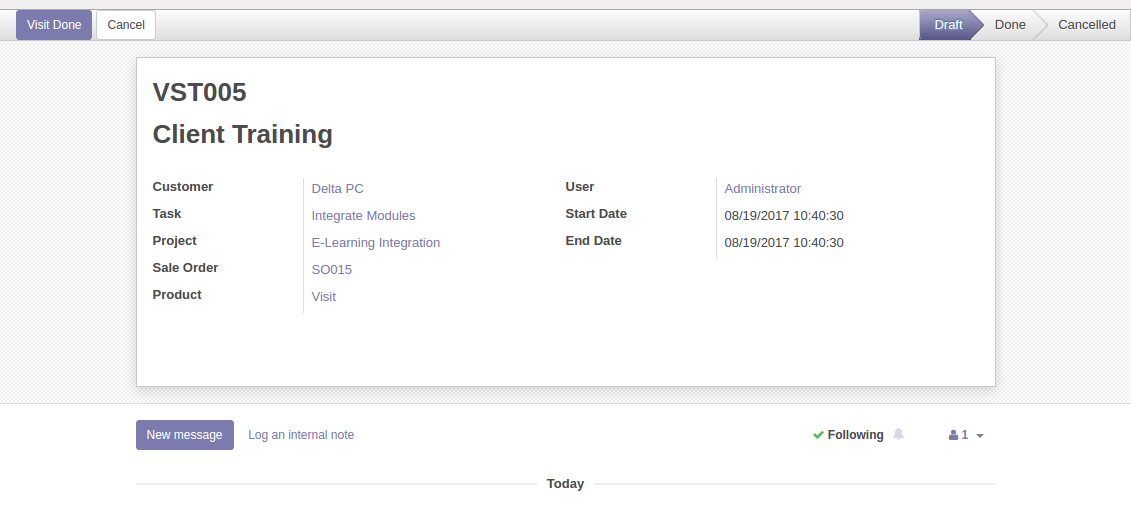 Visit Done Cancel Draft Done Cancelled
VST005
Client Training
Customer Delta PC User Administrator
Task Integrate Modules Start Date 08/19/2017 10:40:30
Project E-Learning Integration End Date 08/19/2017 10:40:30
Sale Order SO015
Product Visit
New message Log an internal note Following 1
Today